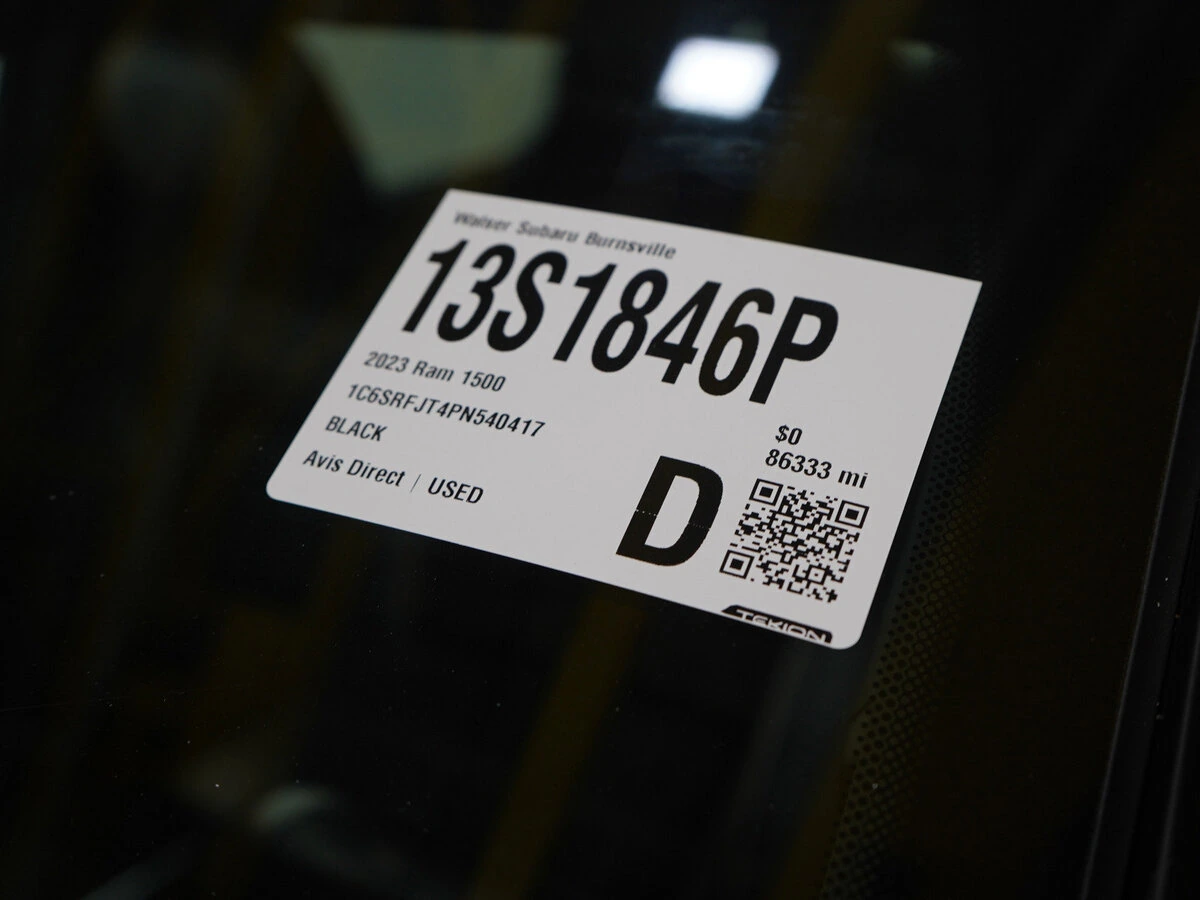 Walser Subaru Burnsville
13S1846P
2023 Ram 1500
1C6SRFJT4PN540417
BLACK
Avis Direct | USED
$0
86333 mi
D
TEKION